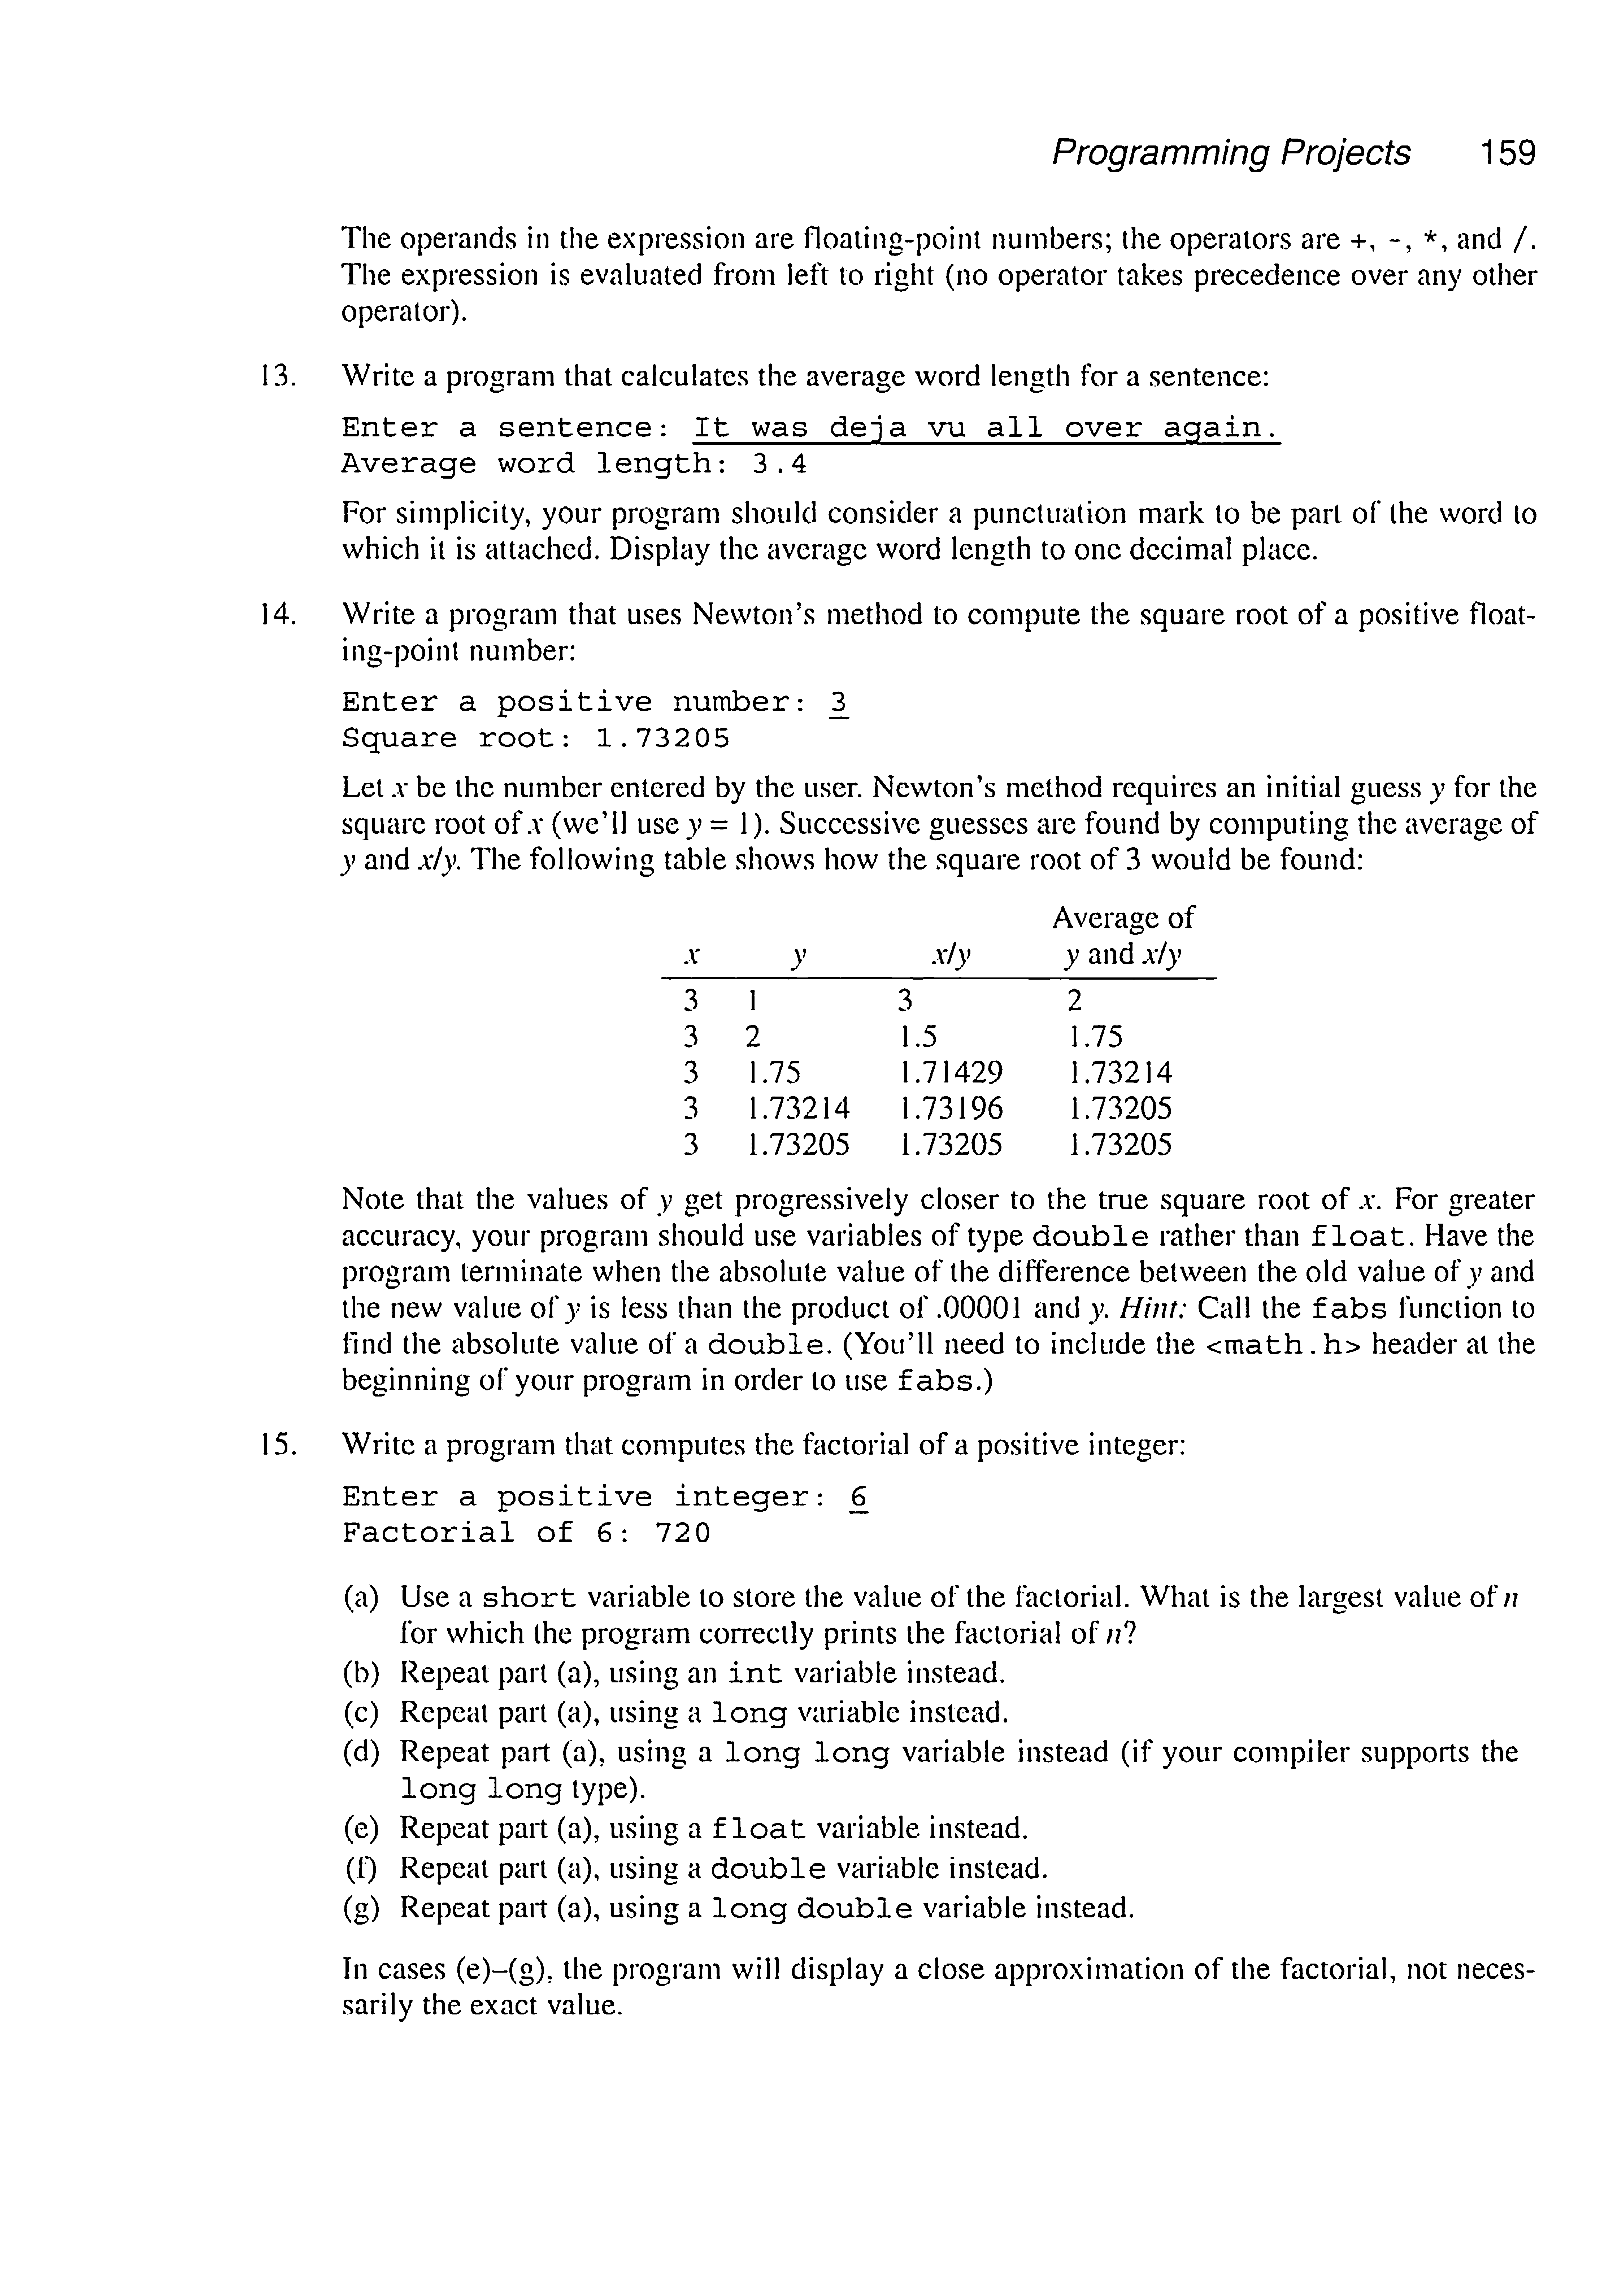 Programming Projects 159
The operands in the expression are floating-point numbers; the operators are +, -, *, and /.
The expression is evaluated from left to right (no operator takes precedence over any other
operator).
13. Write a program that calculates the average word length for a sentence:
Enter a sentence: It was deja vu all over again.
Average word length: 3.4
For simplicity, your program should consider a punctuation mark to be part of the word to
which it is attached. Display the average word length to one decimal place.
14. Write a program that uses Newton's method to compute the square root of a positive float-
ing-point number:
Enter a positive number: 3
Square root: 1.73205
Let x be the number entered by the user. Newton's method requires an initial guess y for the
square root of x (we'll use y = 1). Successive guesses are found by computing the average of
y and x/y. The following table shows how the square root of 3 would be found:
Average of
x y x/y y and x/y
3 1 3 2
3 2 1.5 1.75
3 1.75 1.71429 1.73214
3 1.73214 1.73196 1.73205
3 1.73205 1.73205 1.73205
Note that the values of y get progressively closer to the true square root of x. For greater
accuracy, your program should use variables of type double rather than float. Have the
program terminate when the absolute value of the difference between the old value of y and
the new value of y is less than the product of .00001 and y. Hint: Call the fabs function to
find the absolute value of a double. (You'll need to include the <math.h> header at the
beginning of your program in order to use fabs.)
15. Write a program that computes the factorial of a positive integer:
Enter a positive integer: 6
Factorial of 6: 720
(a) Use a short variable to store the value of the factorial. What is the largest value of n
for which the program correctly prints the factorial of n?
(b) Repeat part (a), using an int variable instead.
(c) Repeat part (a), using a long variable instead.
(d) Repeat part (a), using a long long variable instead (if your compiler supports the
long long type).
(e) Repeat part (a), using a float variable instead.
(f) Repeat part (a), using a double variable instead.
(g) Repeat part (a), using a long double variable instead.
In cases (e)–(g), the program will display a close approximation of the factorial, not neces-
sarily the exact value.